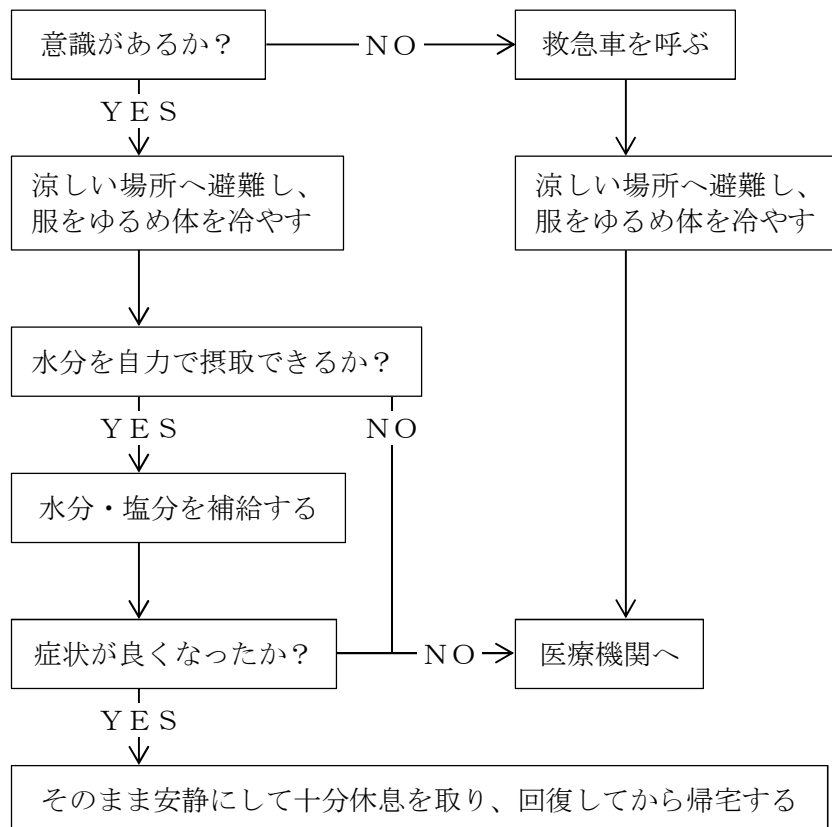 意識があるか？
NO
救急車を呼ぶ
YES
涼しい場所へ避難し、
服をゆるめ体を冷やす
涼しい場所へ避難し、
服をゆるめ体を冷やす
水分を自力で摂取できるか？
YES
NO
水分・塩分を補給する
症状が良くなったか？
NO
医療機関へ
YES
そのまま安静にして十分休息を取り、回復してから帰宅する